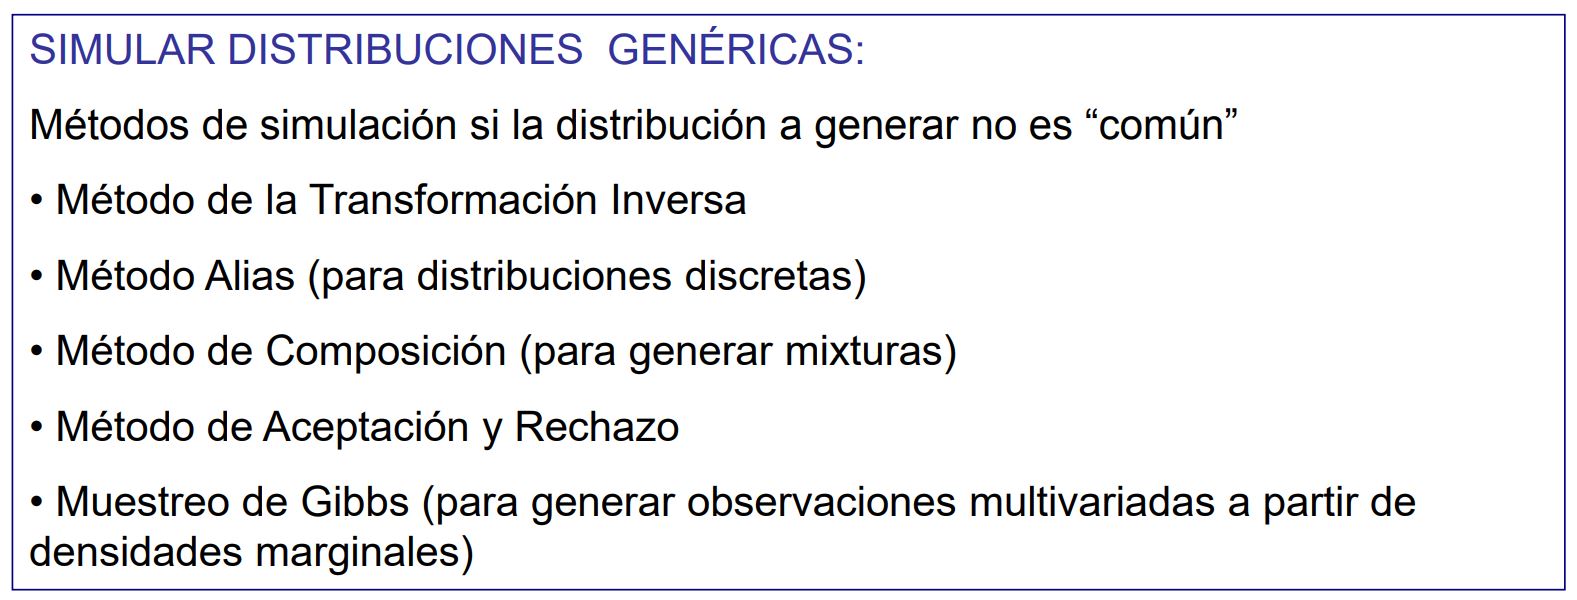 SIMULAR DISTRIBUCIONES GENÉRICAS:
Métodos de simulación si la distribución a generar no es “común”
• Método de la Transformación Inversa
• Método Alias (para distribuciones discretas)
• Método de Composición (para generar mixturas)
• Método de Aceptación y Rechazo
• Muestreo de Gibbs (para generar observaciones multivariadas a partir de
densidades marginales)